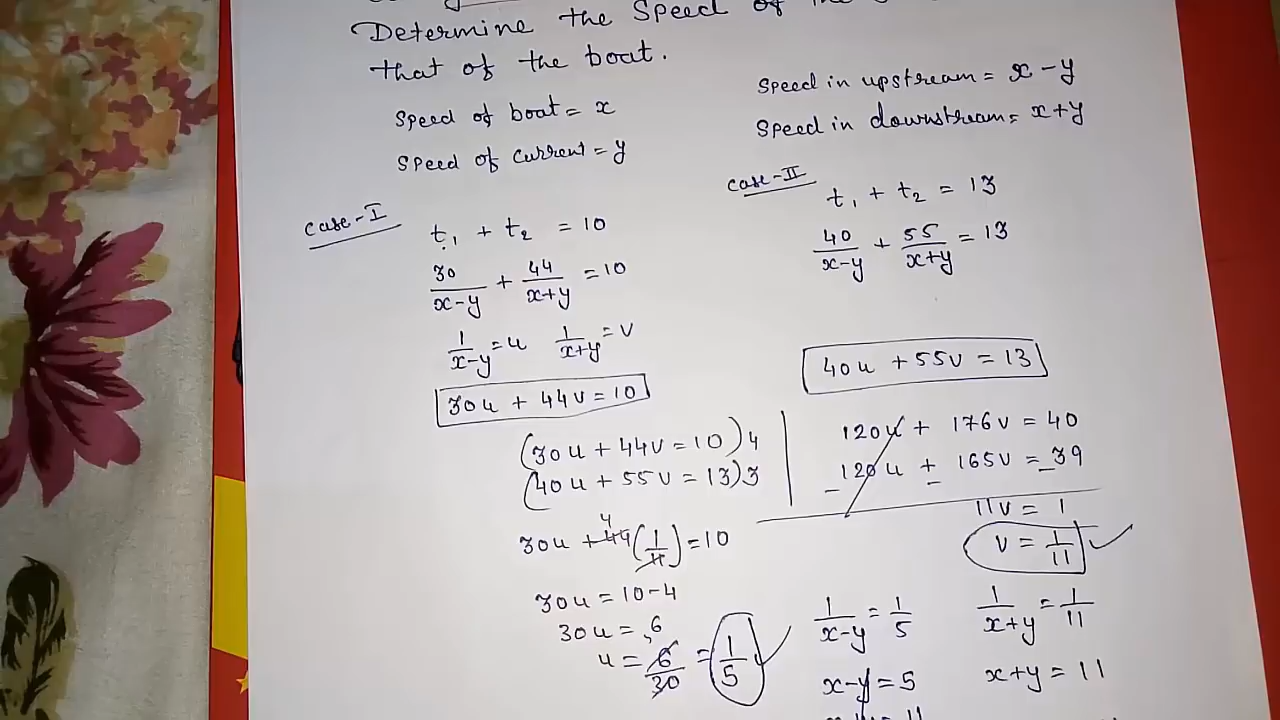 Determine the Speed of
that of the boat.
Speed of boat = x
Speed of current = y
Speed in upstream = x - y
Speed in downstream = x+y
Case-I
t₁ + t₂ = 10
30/(x-y) + 44/(x+y) = 10
1/(x-y) = u 1/(x+y) = v
30u + 44v = 10
Case-II
t₁ + t₂ = 13
40/(x-y) + 55/(x+y) = 13
40u + 55v = 13
(30u + 44v = 10)4
(40u + 55v = 13)3
120u + 176v = 40
120u + 165v = 39
- - -
11v = 1
v = 1/11
30u + 44 4 (1/11) = 10
30u = 10-4
30u = 6
u = 6/30 = 1/5
1/(x-y) = 1/5 1/(x+y) = 1/11
x-y = 5 x+y = 11